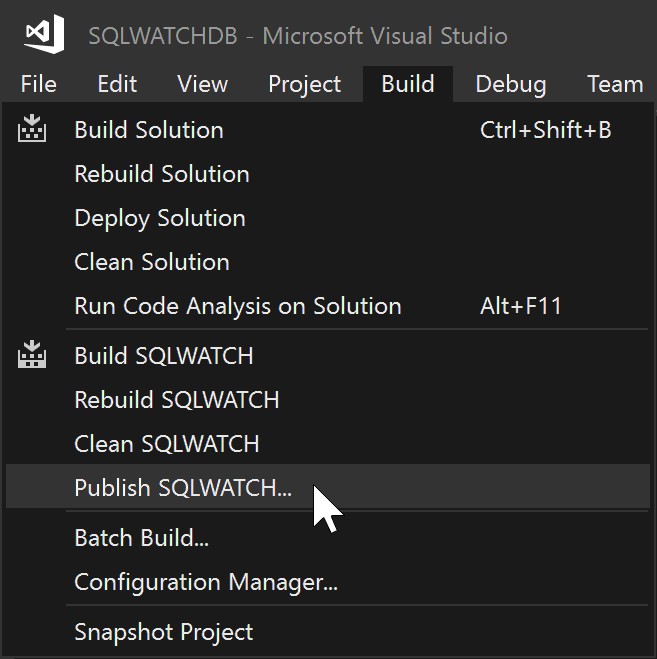 SQLWATCHDB - Microsoft Visual Studio
File Edit View Project Build Debug Team
Build Solution Ctrl+Shift+B
Rebuild Solution
Deploy Solution
Clean Solution
Run Code Analysis on Solution Alt+F11
Build SQLWATCH
Rebuild SQLWATCH
Clean SQLWATCH
Publish SQLWATCH...
Batch Build...
Configuration Manager...
Snapshot Project